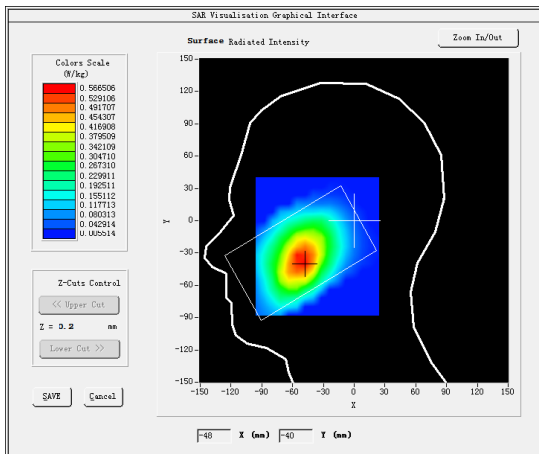 SAR Visualisation Graphical Interface
Surface Radiated Intensity
Zoom In/Out
Colors Scale
(W/kg)
0.566506
0.529106
0.491707
0.454307
0.416908
0.379509
0.342109
0.304710
0.267310
0.229911
0.192511
0.155112
0.117713
0.080313
0.042914
0.005514
Z-Cuts Control
<< Upper Cut
Z = 0.2 mm
Lower Cut >>
SAVE
Cancel
150
120
90
60
30
0
-30
-60
-90
-120
-150
Y
-150 -120 -90 -60 -30 0 30 60 90 120 150
X
-48 X (mm) -40 Y (mm)